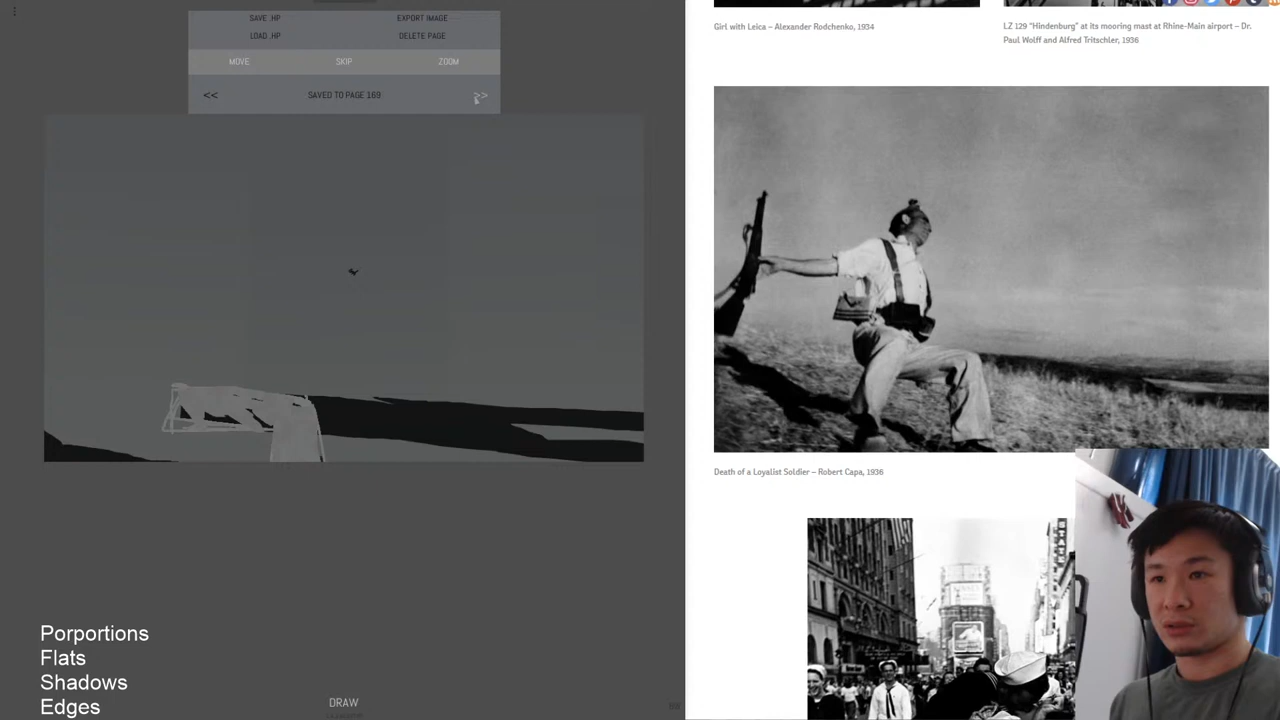 SAVE .HP
EXPORT IMAGE
LOAD .HP
DELETE PAGE
MOVE
SKIP
ZOOM
<<
SAVED TO PAGE 169
>>
DRAW
Porportions
Flats
Shadows
Edges
Girl with Leica – Alexander Rodchenko, 1934
LZ 129 “Hindenburg” at its mooring mast at Rhine-Main airport – Dr.
Paul Wolff and Alfred Tritschler, 1936
Death of a Loyalist Soldier – Robert Capa, 1936